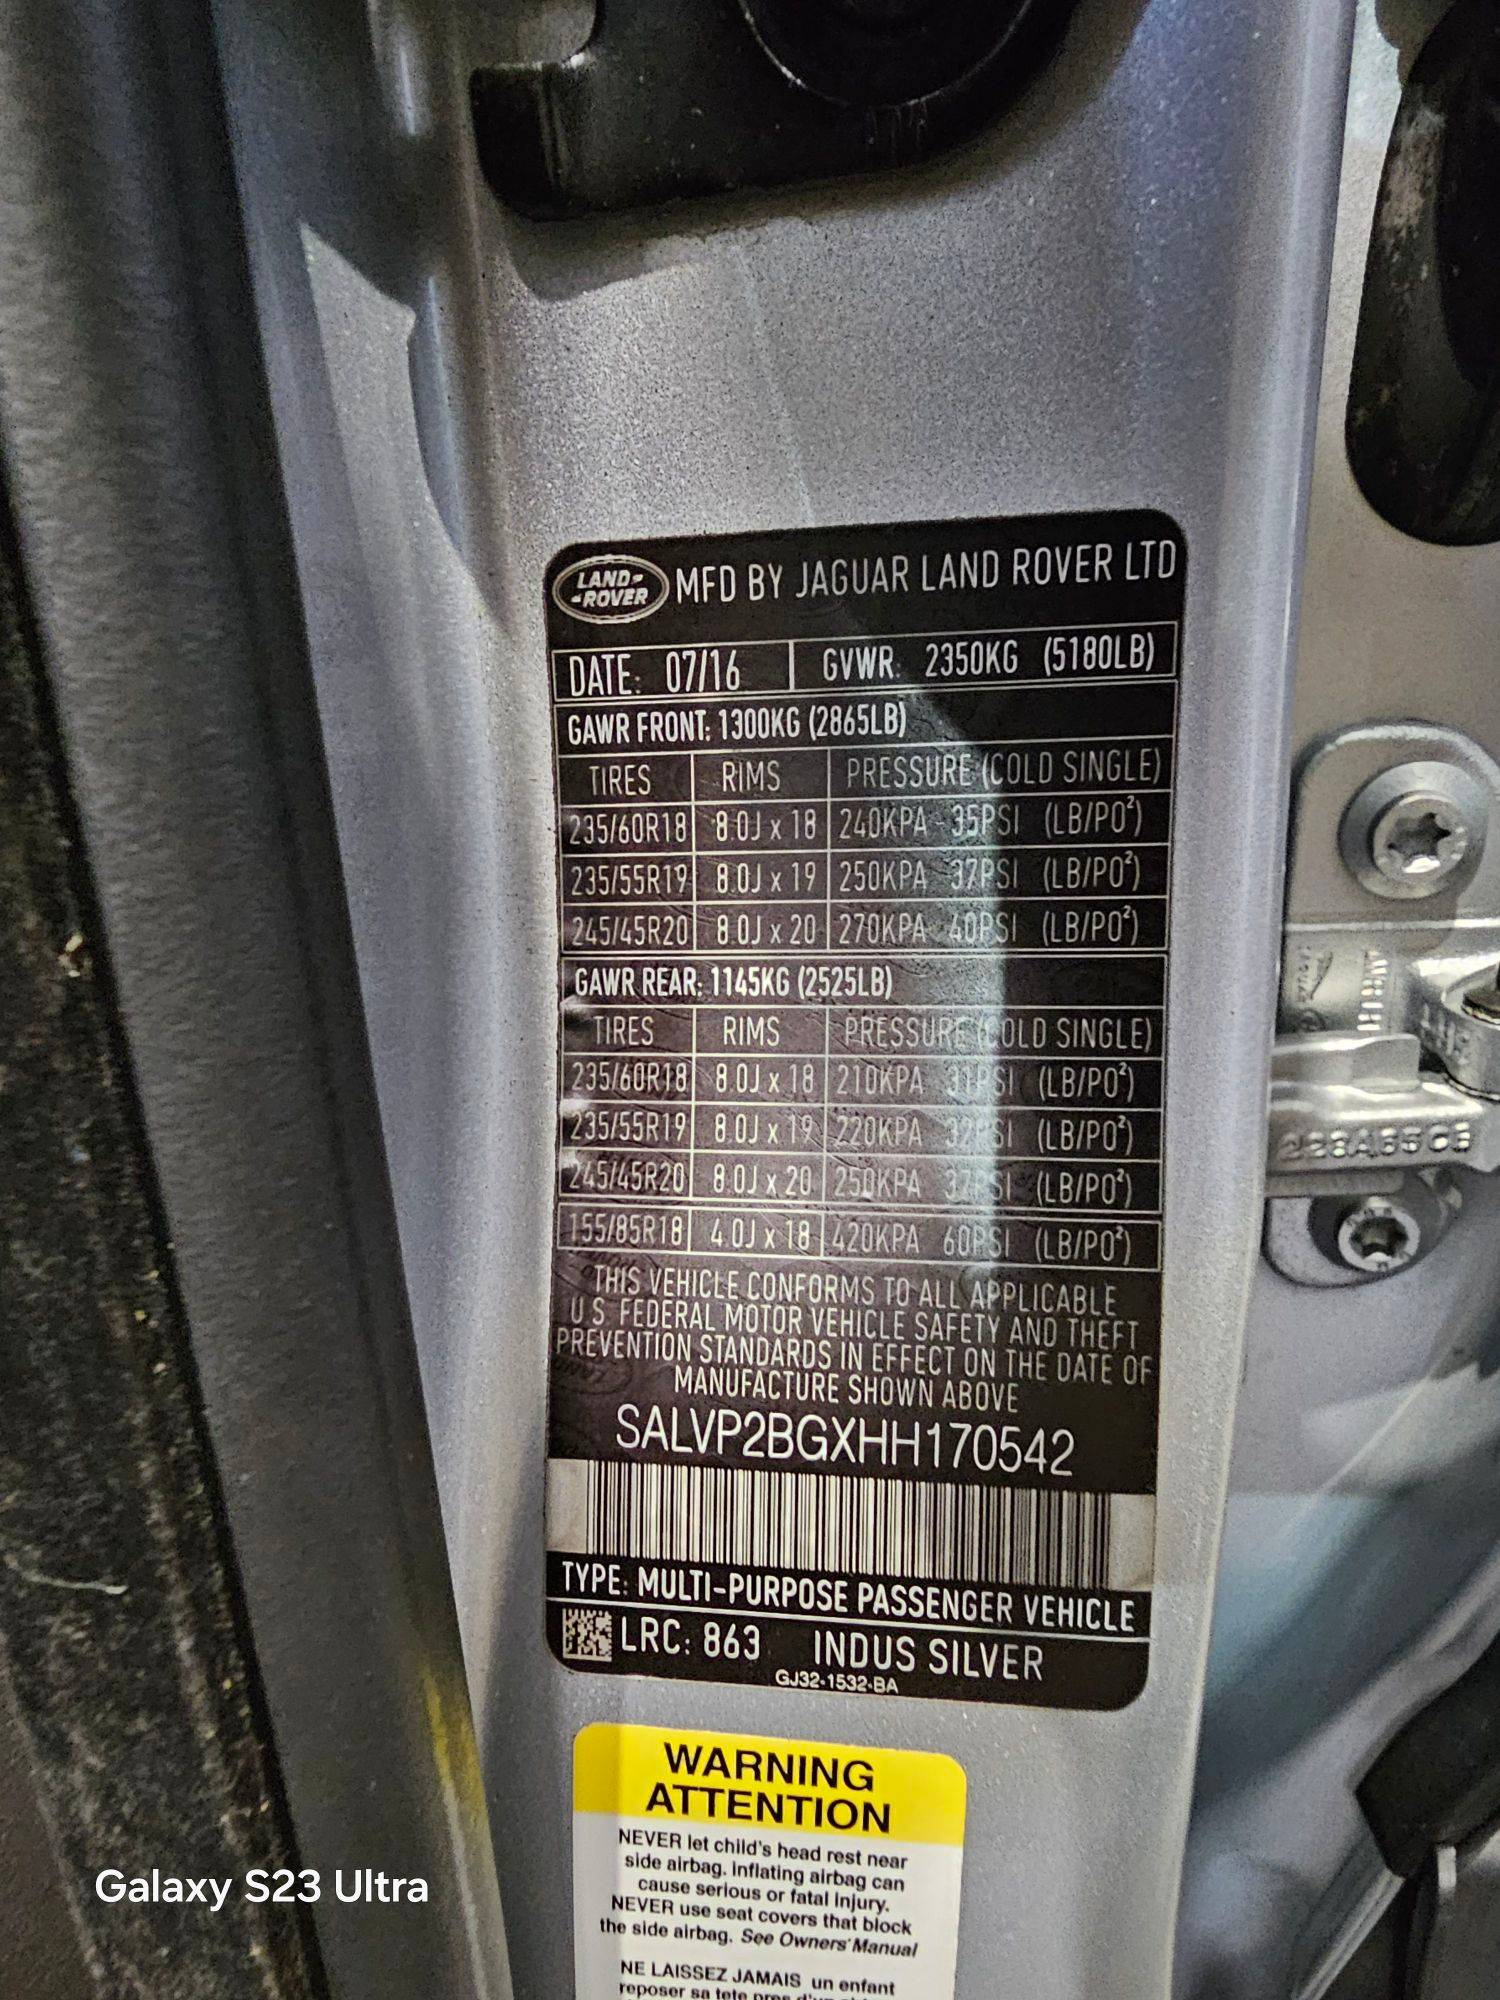 LAND-
-ROVER
MFD BY JAGUAR LAND ROVER LTD
DATE: 07/16 GVWR: 2350KG (5180LB)
GAWR FRONT: 1300KG (2865LB)
TIRES RIMS PRESSURE (COLD SINGLE)
235/60R18 8.0J x 18 240KPA - 35PSI (LB/PO²)
235/55R19 8.0J x 19 250KPA 37PSI (LB/PO²)
245/45R20 8.0J x 20 270KPA 40PSI (LB/PO²)
GAWR REAR: 1145KG (2525LB)
TIRES RIMS PRESSURE (COLD SINGLE)
235/60R18 8.0J x 18 210KPA 31PSI (LB/PO²)
235/55R19 8.0J x 19 220KPA 32PSI (LB/PO²)
245/45R20 8.0J x 20 250KPA 37PSI (LB/PO²)
155/85R18 4.0J x 18 420KPA 60PSI (LB/PO²)
THIS VEHICLE CONFORMS TO ALL APPLICABLE
U.S. FEDERAL MOTOR VEHICLE SAFETY AND THEFT
PREVENTION STANDARDS IN EFFECT ON THE DATE OF
MANUFACTURE SHOWN ABOVE
SALVP2BGXHH170542
TYPE: MULTI-PURPOSE PASSENGER VEHICLE
LRC: 863 INDUS SILVER
GJ32-1532-BA
WARNING
ATTENTION
NEVER let child's head rest near
side airbag. Inflating airbag can
cause serious or fatal injury.
NEVER use seat covers that block
the side airbag. See Owners' Manual
NE LAISSEZ JAMAIS un enfant
reposer sa tete pres
Galaxy S23 Ultra